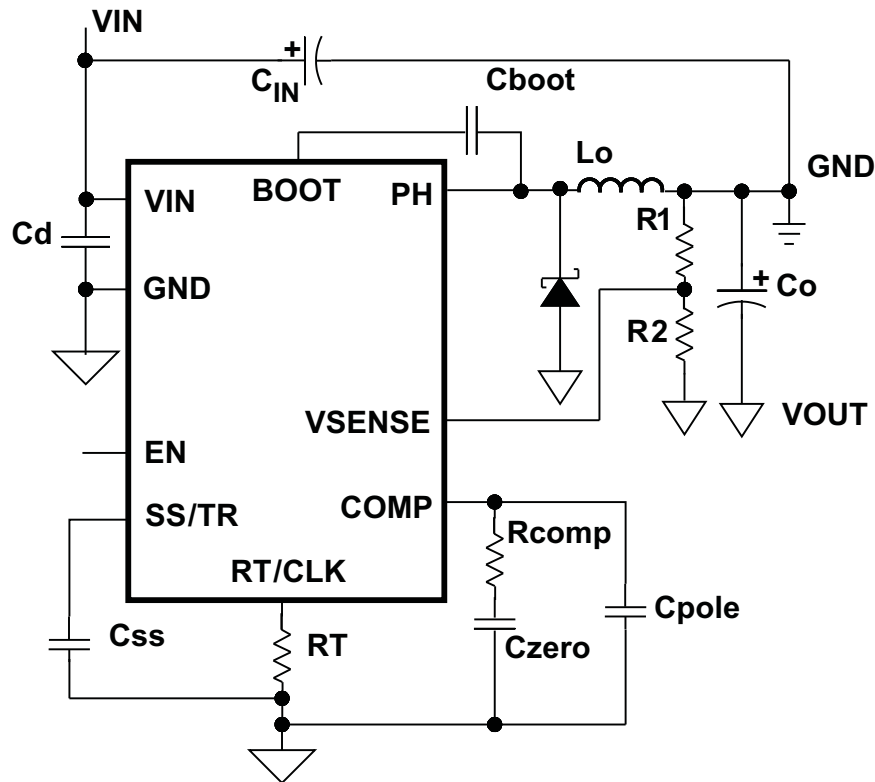 VIN
+
CIN
Cboot
Lo
GND
BOOT
PH
VIN
R1
Cd
GND
+
Co
R2
VSENSE
VOUT
EN
SS/TR
COMP
Rcomp
RT/CLK
Cpole
Css
RT
Czero